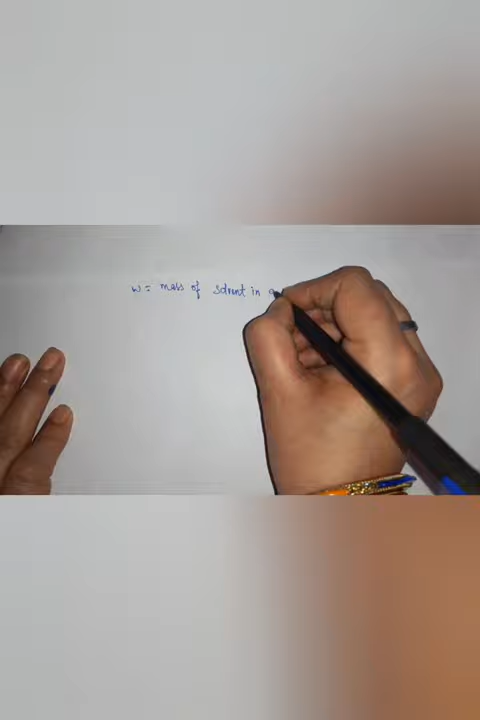 W = mass of solvent in g